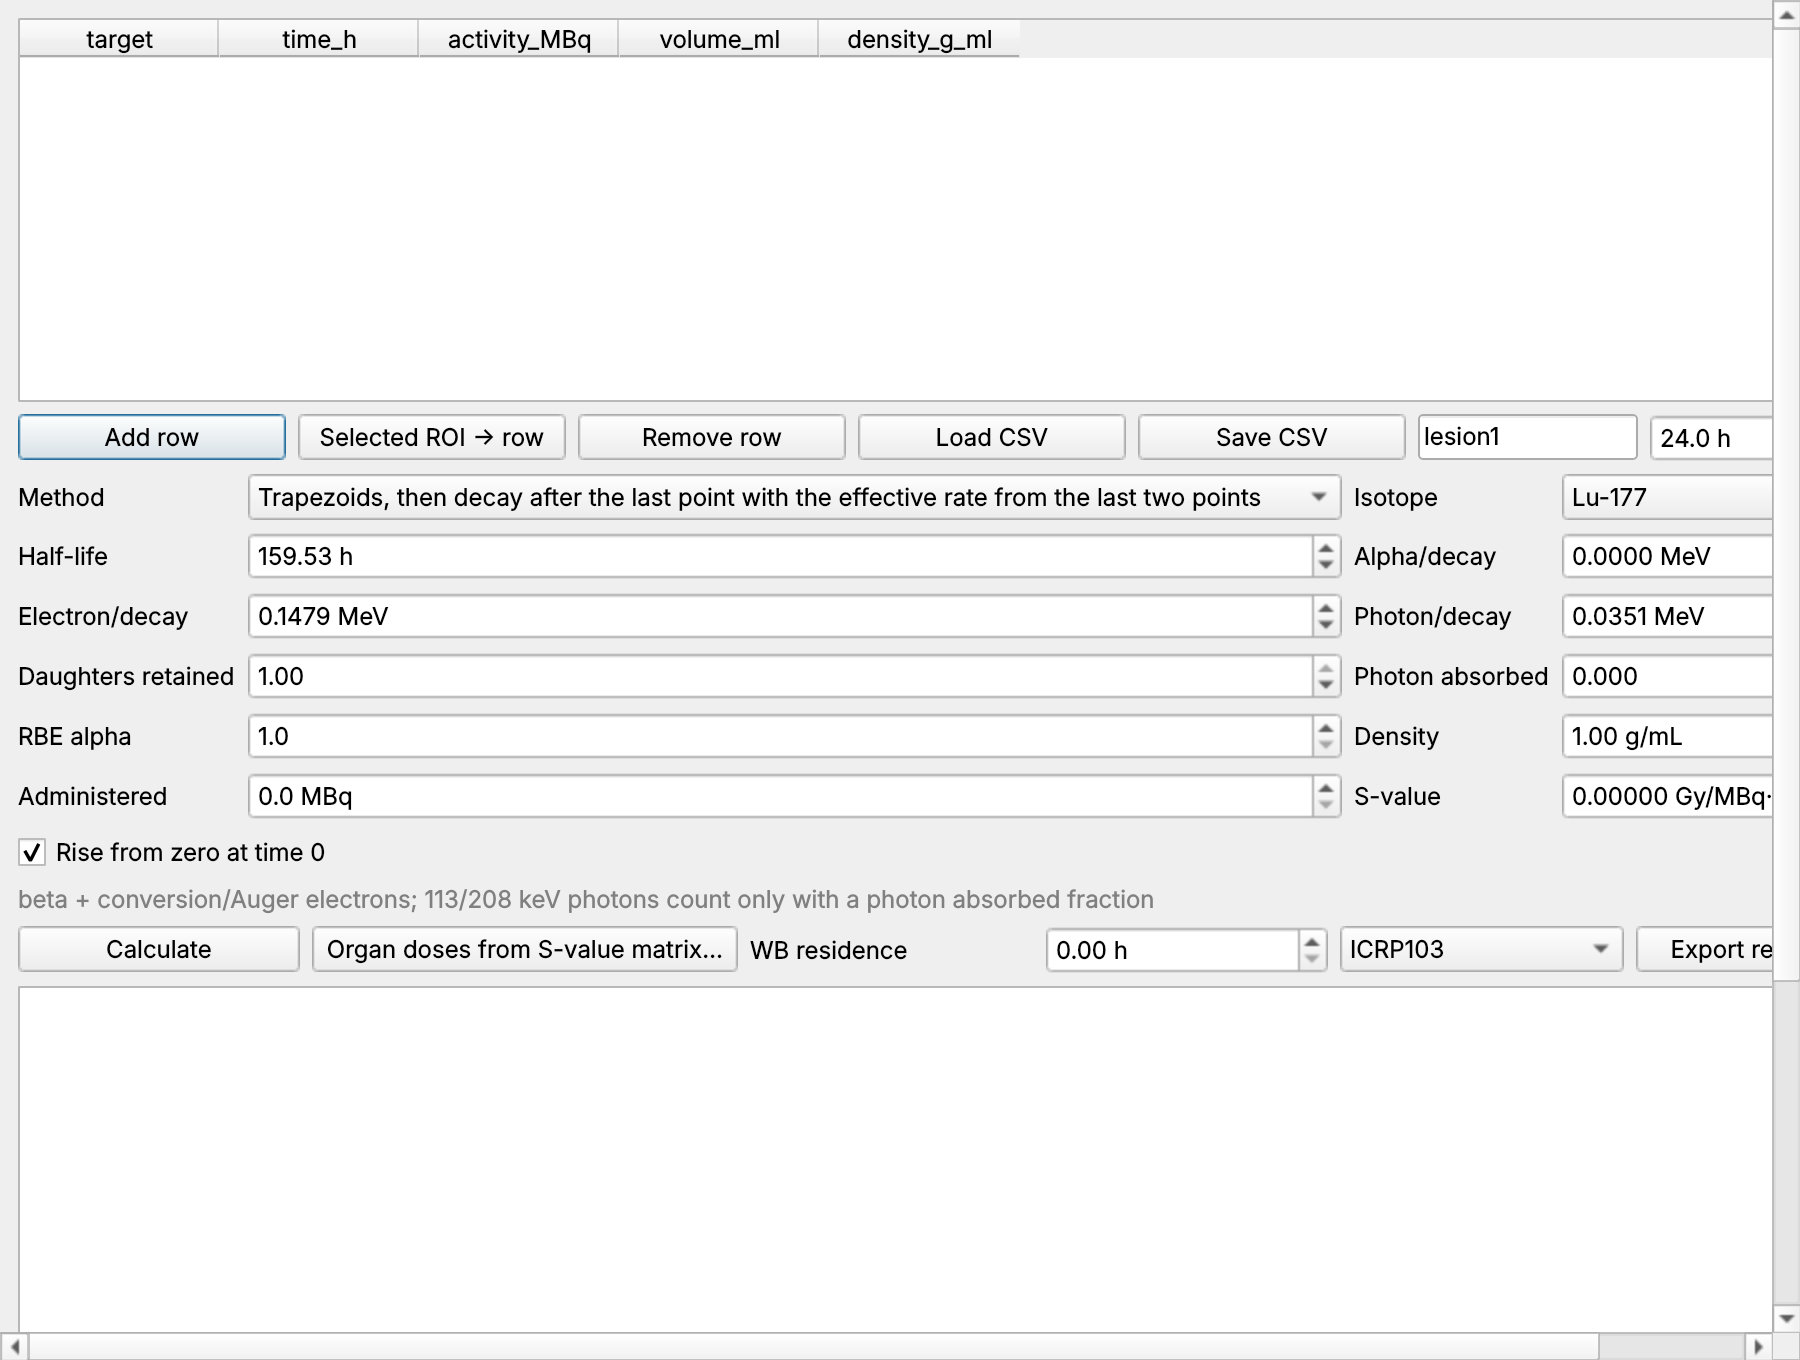 target time_h activity_MBq volume_ml density_g_ml
Add row Selected ROI → row Remove row Load CSV Save CSV lesion1 24.0 h
Method Trapezoids, then decay after the last point with the effective rate from the last two points Isotope Lu-177
Half-life 159.53 h Alpha/decay 0.0000 MeV
Electron/decay 0.1479 MeV Photon/decay 0.0351 MeV
Daughters retained 1.00 Photon absorbed 0.000
RBE alpha 1.0 Density 1.00 g/mL
Administered 0.0 MBq S-value 0.00000 Gy/MBq·
Rise from zero at time 0
beta + conversion/Auger electrons; 113/208 keV photons count only with a photon absorbed fraction
Calculate Organ doses from S-value matrix... WB residence 0.00 h ICRP103 Export re